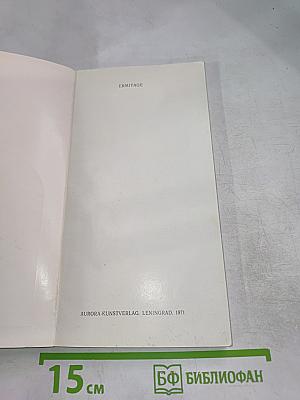 ERMITAGE
AURORA-KUNSTVERLAG, LENINGRAD, 1971
15 см
БФ БИБЛИОФАН